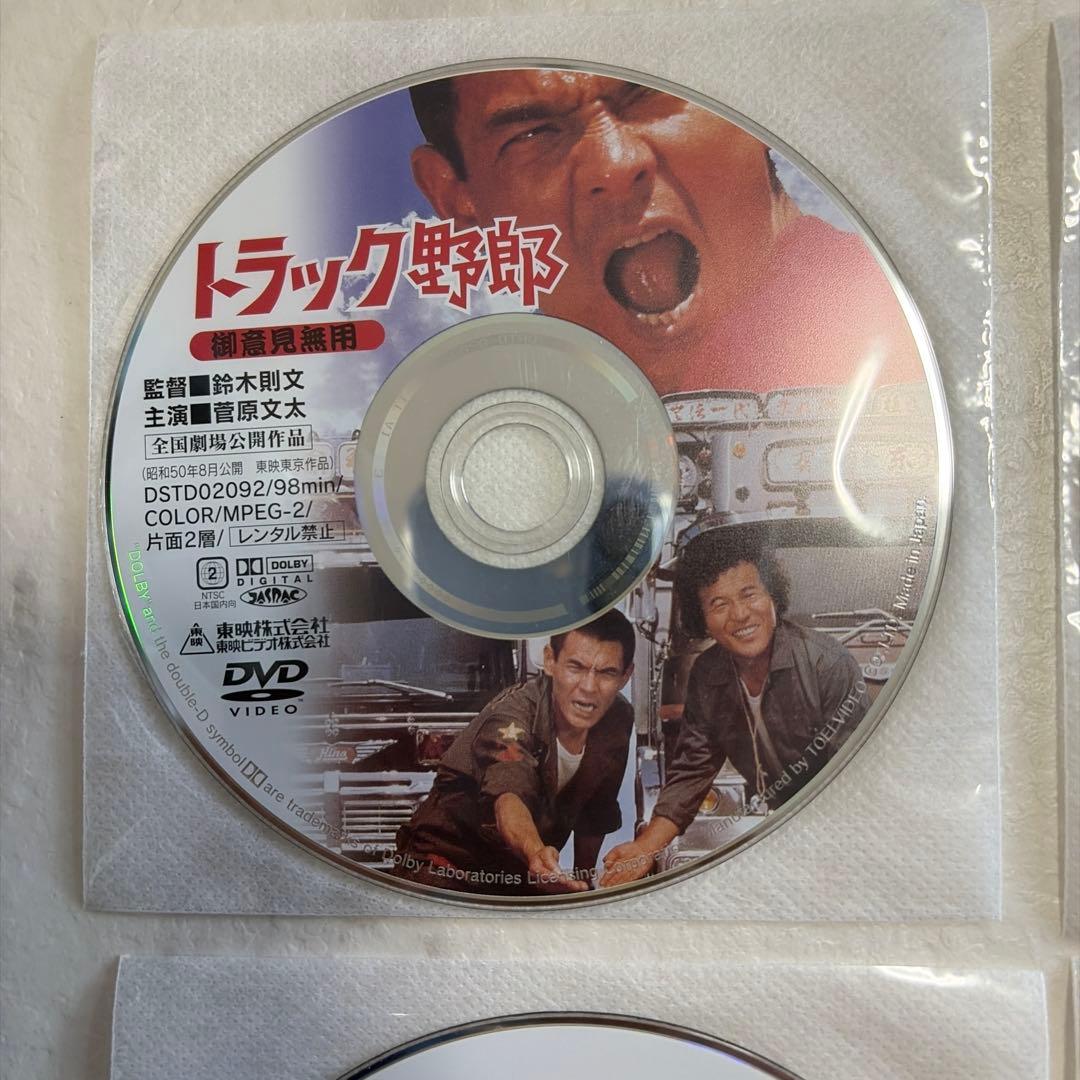 トラック野郎
御意見無用
監督■鈴木則文
主演■菅原文太
全国劇場公開作品
(昭和50年8月公開 東映東京作品)
DSTD02092/98min/
COLOR/MPEG-2/
片面2層/ レンタル禁止
2
NTSC
日本国内向
DOLBY
DIGITAL
JASRAC
東映
東映株式会社
東映ビデオ株式会社
DVD
VIDEO
Hino
"DOLBY" and the double-D symbol are trademarks of Dolby Laboratories Licensing Corporation
Manufactured by TOEI VIDEO
Made in Japan.